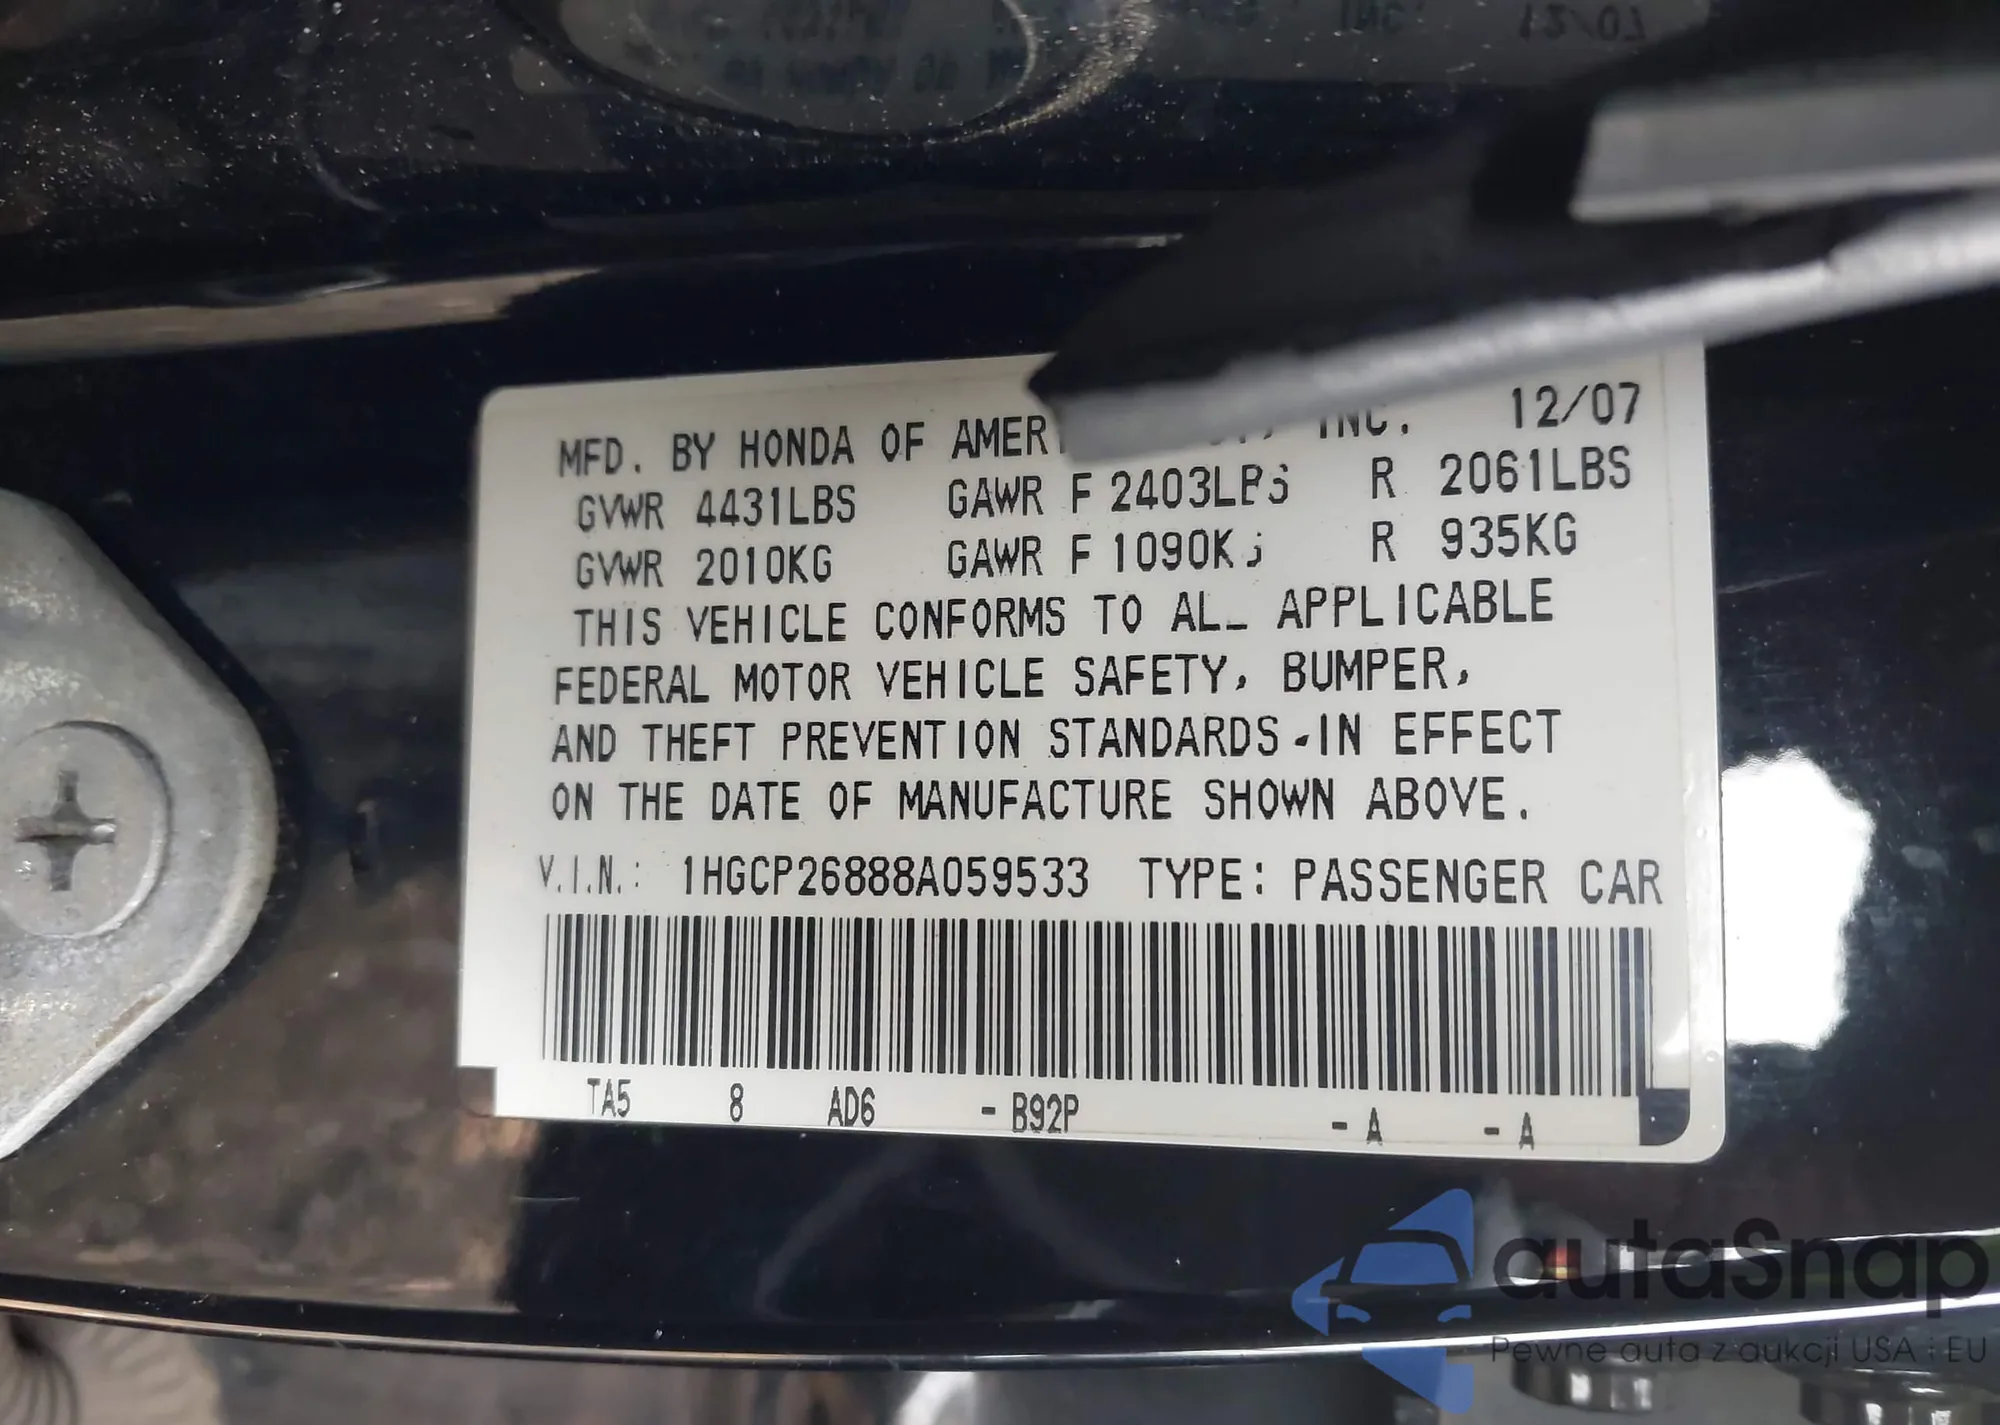 MFD. BY HONDA OF AMER INC. 12/07
GVWR 4431LBS GAWR F 2403LBS R 2061LBS
GVWR 2010KG GAWR F 1090KG R 935KG
THIS VEHICLE CONFORMS TO ALL APPLICABLE
FEDERAL MOTOR VEHICLE SAFETY, BUMPER,
AND THEFT PREVENTION STANDARDS IN EFFECT
ON THE DATE OF MANUFACTURE SHOWN ABOVE.
V.I.N.: 1HGCP26888A059533 TYPE: PASSENGER CAR
TA5 8 AD6 - B92P - A - A
autaSnap
Pewne auta z aukcji USA i EU